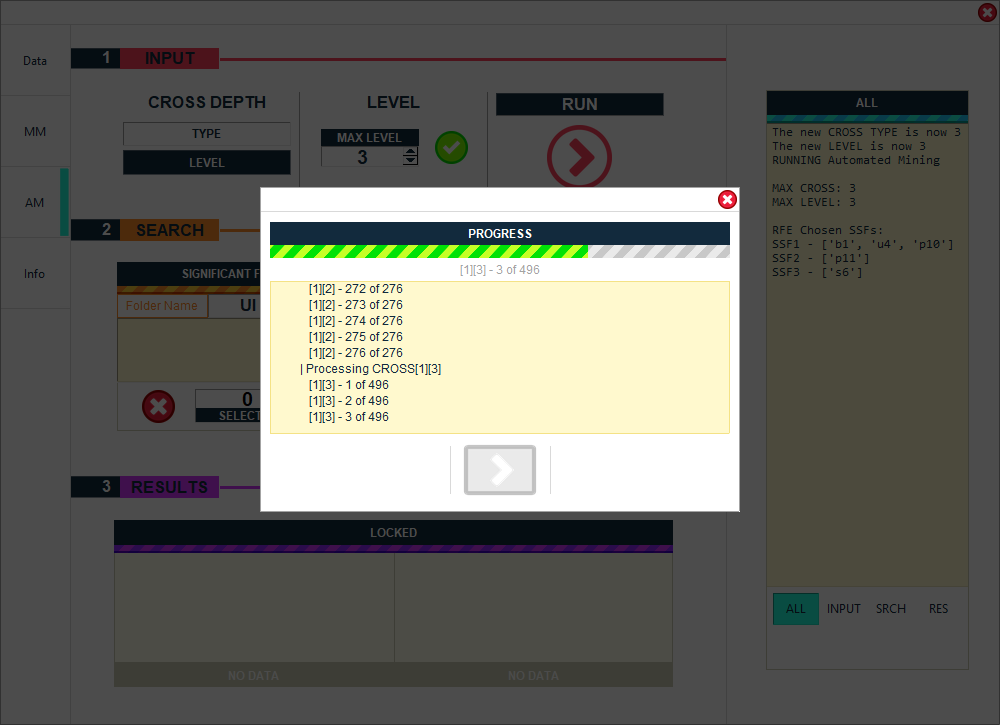 Data
MM
AM
Info
1 INPUT
CROSS DEPTH
TYPE
LEVEL
LEVEL
MAX LEVEL
3
RUN
2 SEARCH
SIGNIFICANT F
Folder Name
UI
0
SELECT
3 RESULTS
LOCKED
NO DATA
NO DATA
PROGRESS
[1][3] - 3 of 496
[1][2] - 272 of 276
[1][2] - 273 of 276
[1][2] - 274 of 276
[1][2] - 275 of 276
[1][2] - 276 of 276
| Processing CROSS[1][3]
[1][3] - 1 of 496
[1][3] - 2 of 496
[1][3] - 3 of 496
ALL
The new CROSS TYPE is now 3
The new LEVEL is now 3
RUNNING Automated Mining
MAX CROSS: 3
MAX LEVEL: 3
RFE Chosen SSFs:
SSF1 - ['b1', 'u4', 'p10']
SSF2 - ['p11']
SSF3 - ['s6']
ALL INPUT SRCH RES